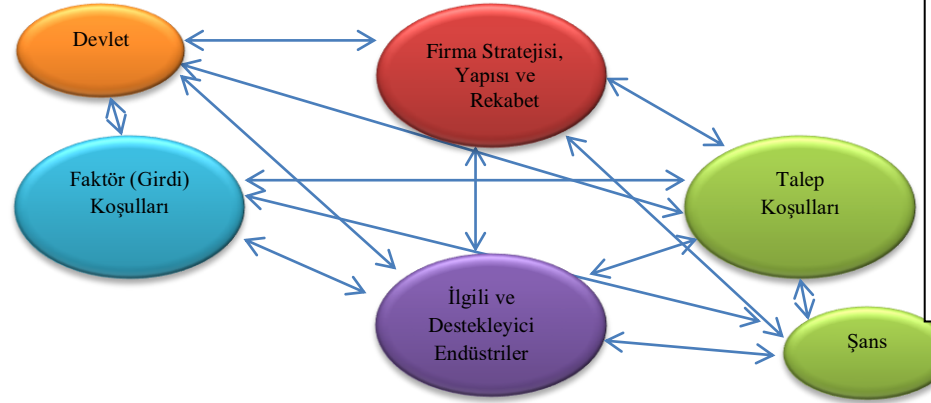 Devlet
Firma Stratejisi,
Yapısı ve
Rekabet
Faktör (Girdi)
Koşulları
Talep
Koşulları
İlgili ve
Destekleyici
Endüstriler
Şans